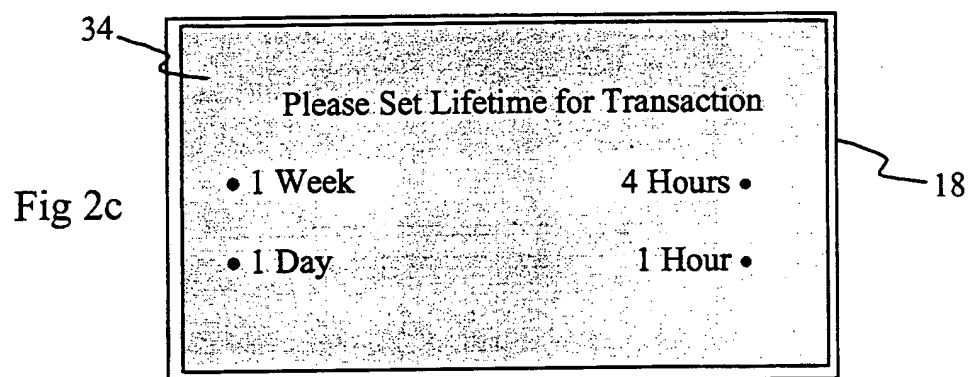 34
Please Set Lifetime for Transaction
• 1 Week 4 Hours •
18
Fig 2c
• 1 Day 1 Hour •